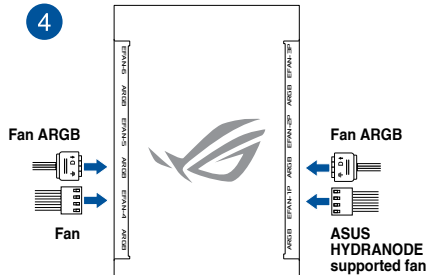 4
EFAN-6
ARGB
EFAN-5
ARGB
EFAN-4
ARGB
EFAN-3P
ARGB
EFAN-2P
ARGB
EFAN-1P
ARGB
Fan ARGB
Fan
Fan ARGB
ASUS
HYDRANODE
supported fan